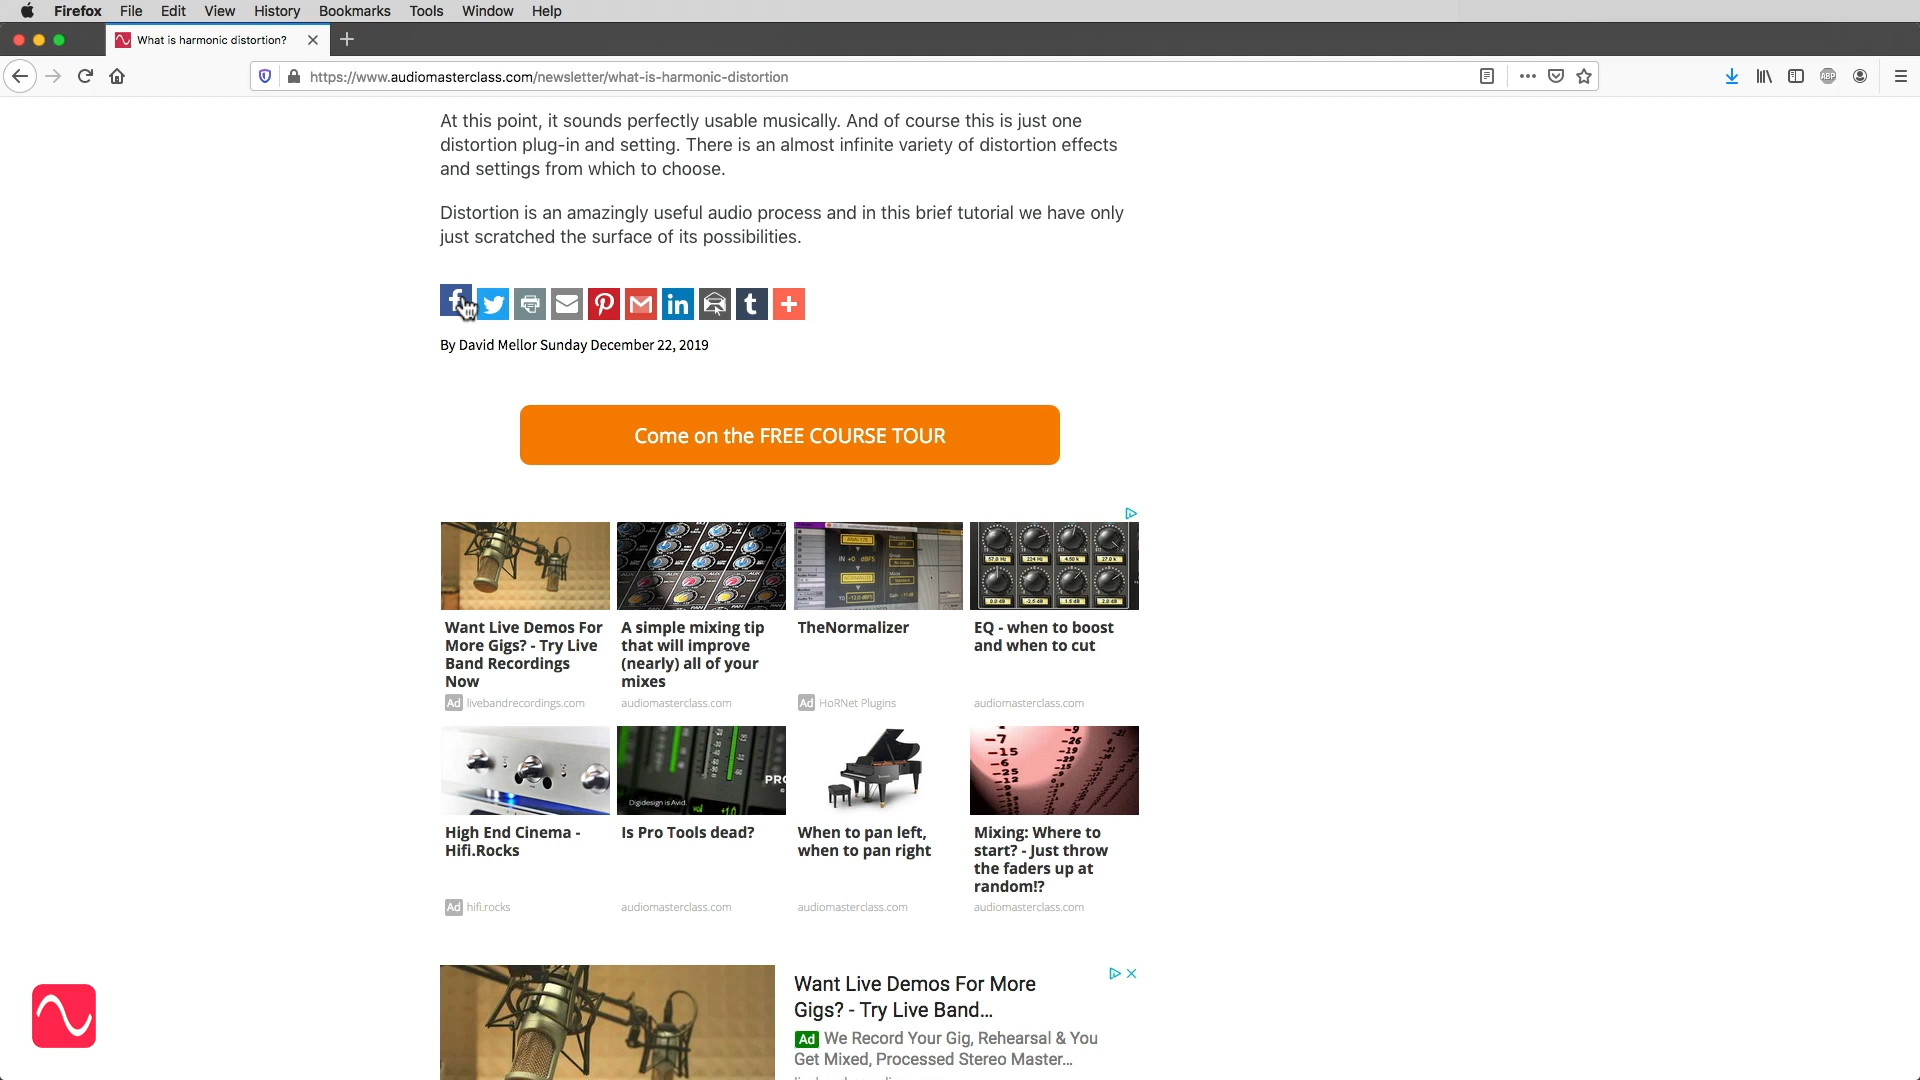 Firefox File Edit View History Bookmarks Tools Window Help
What is harmonic distortion?
https://www.audiomasterclass.com/newsletter/what-is-harmonic-distortion
ABP
At this point, it sounds perfectly usable musically. And of course this is just one
distortion plug-in and setting. There is an almost infinite variety of distortion effects
and settings from which to choose.
Distortion is an amazingly useful audio process and in this brief tutorial we have only
just scratched the surface of its possibilities.
By David Mellor Sunday December 22, 2019
Come on the FREE COURSE TOUR
Want Live Demos For
More Gigs? - Try Live
Band Recordings
Now
Ad livebandrecordings.com
A simple mixing tip
that will improve
(nearly) all of your
mixes
audiomasterclass.com
TheNormalizer
Ad HoRNet Plugins
EQ - when to boost
and when to cut
audiomasterclass.com
High End Cinema -
Hifi.Rocks
Ad hifi.rocks
Digidesign is Avid.
Is Pro Tools dead?
audiomasterclass.com
When to pan left,
when to pan right
audiomasterclass.com
Mixing: Where to
start? - Just throw
the faders up at
random!?
audiomasterclass.com
Want Live Demos For More
Gigs? - Try Live Band...
Ad We Record Your Gig, Rehearsal & You
Get Mixed, Processed Stereo Master...